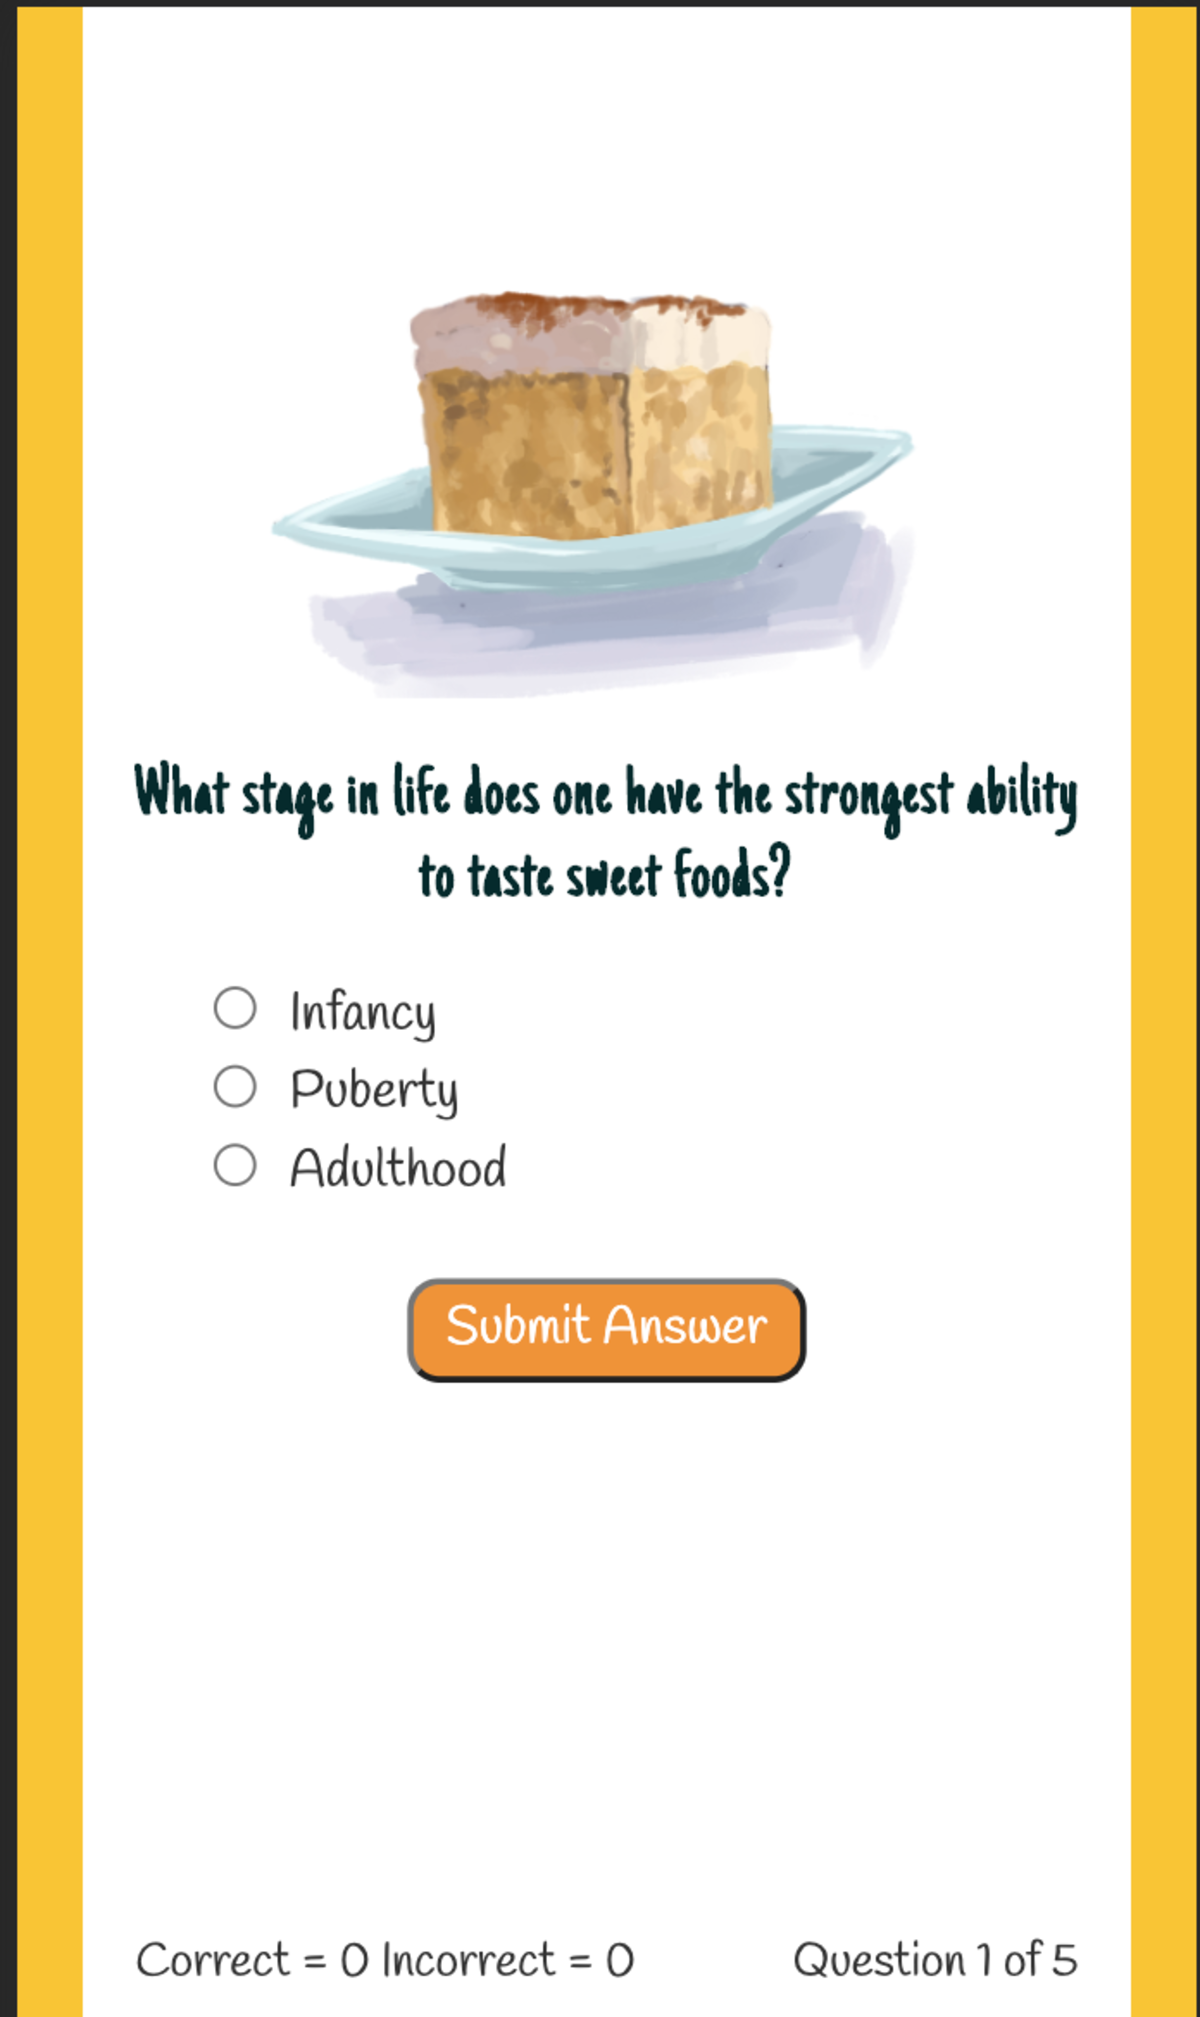 What stage in life does one have the strongest ability
to taste sweet foods?
Infancy
Puberty
Adulthood
Submit Answer
Correct = 0 Incorrect = 0
Question 1 of 5